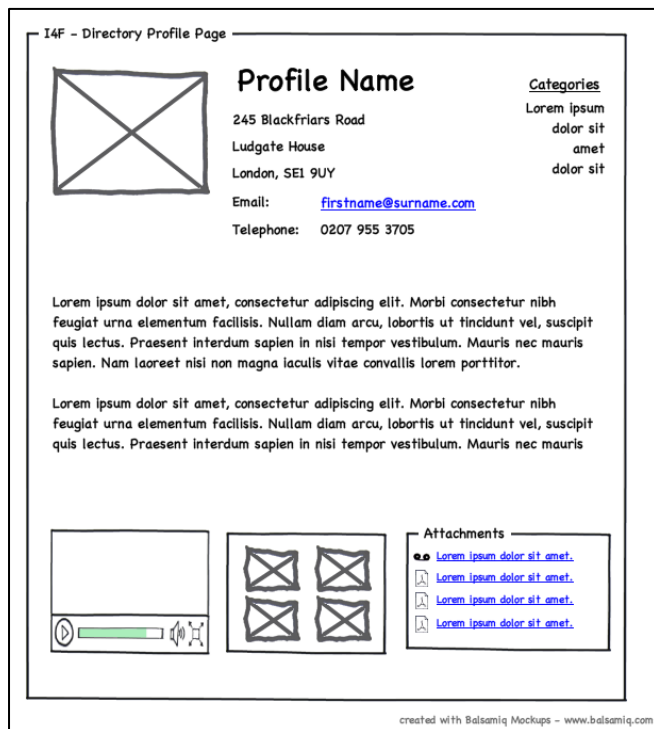 I4F - Directory Profile Page
Profile Name
245 Blackfriars Road
Ludgate House
London, SE1 9UY
Email: firstname@surname.com
Telephone: 0207 955 3705
Categories
Lorem ipsum
dolor sit
amet
dolor sit
Lorem ipsum dolor sit amet, consectetur adipiscing elit. Morbi consectetur nibh
feugiat urna elementum facilisis. Nullam diam arcu, lobortis ut tincidunt vel, suscipit
quis lectus. Praesent interdum sapien in nisi tempor vestibulum. Mauris nec mauris
sapien. Nam laoreet nisi non magna iaculis vitae convallis lorem porttitor.
Lorem ipsum dolor sit amet, consectetur adipiscing elit. Morbi consectetur nibh
feugiat urna elementum facilisis. Nullam diam arcu, lobortis ut tincidunt vel, suscipit
quis lectus. Praesent interdum sapien in nisi tempor vestibulum. Mauris nec mauris
Attachments
Lorem ipsum dolor sit amet.
Lorem ipsum dolor sit amet.
Lorem ipsum dolor sit amet.
Lorem ipsum dolor sit amet.
created with Balsamiq Mockups - www.balsamiq.com